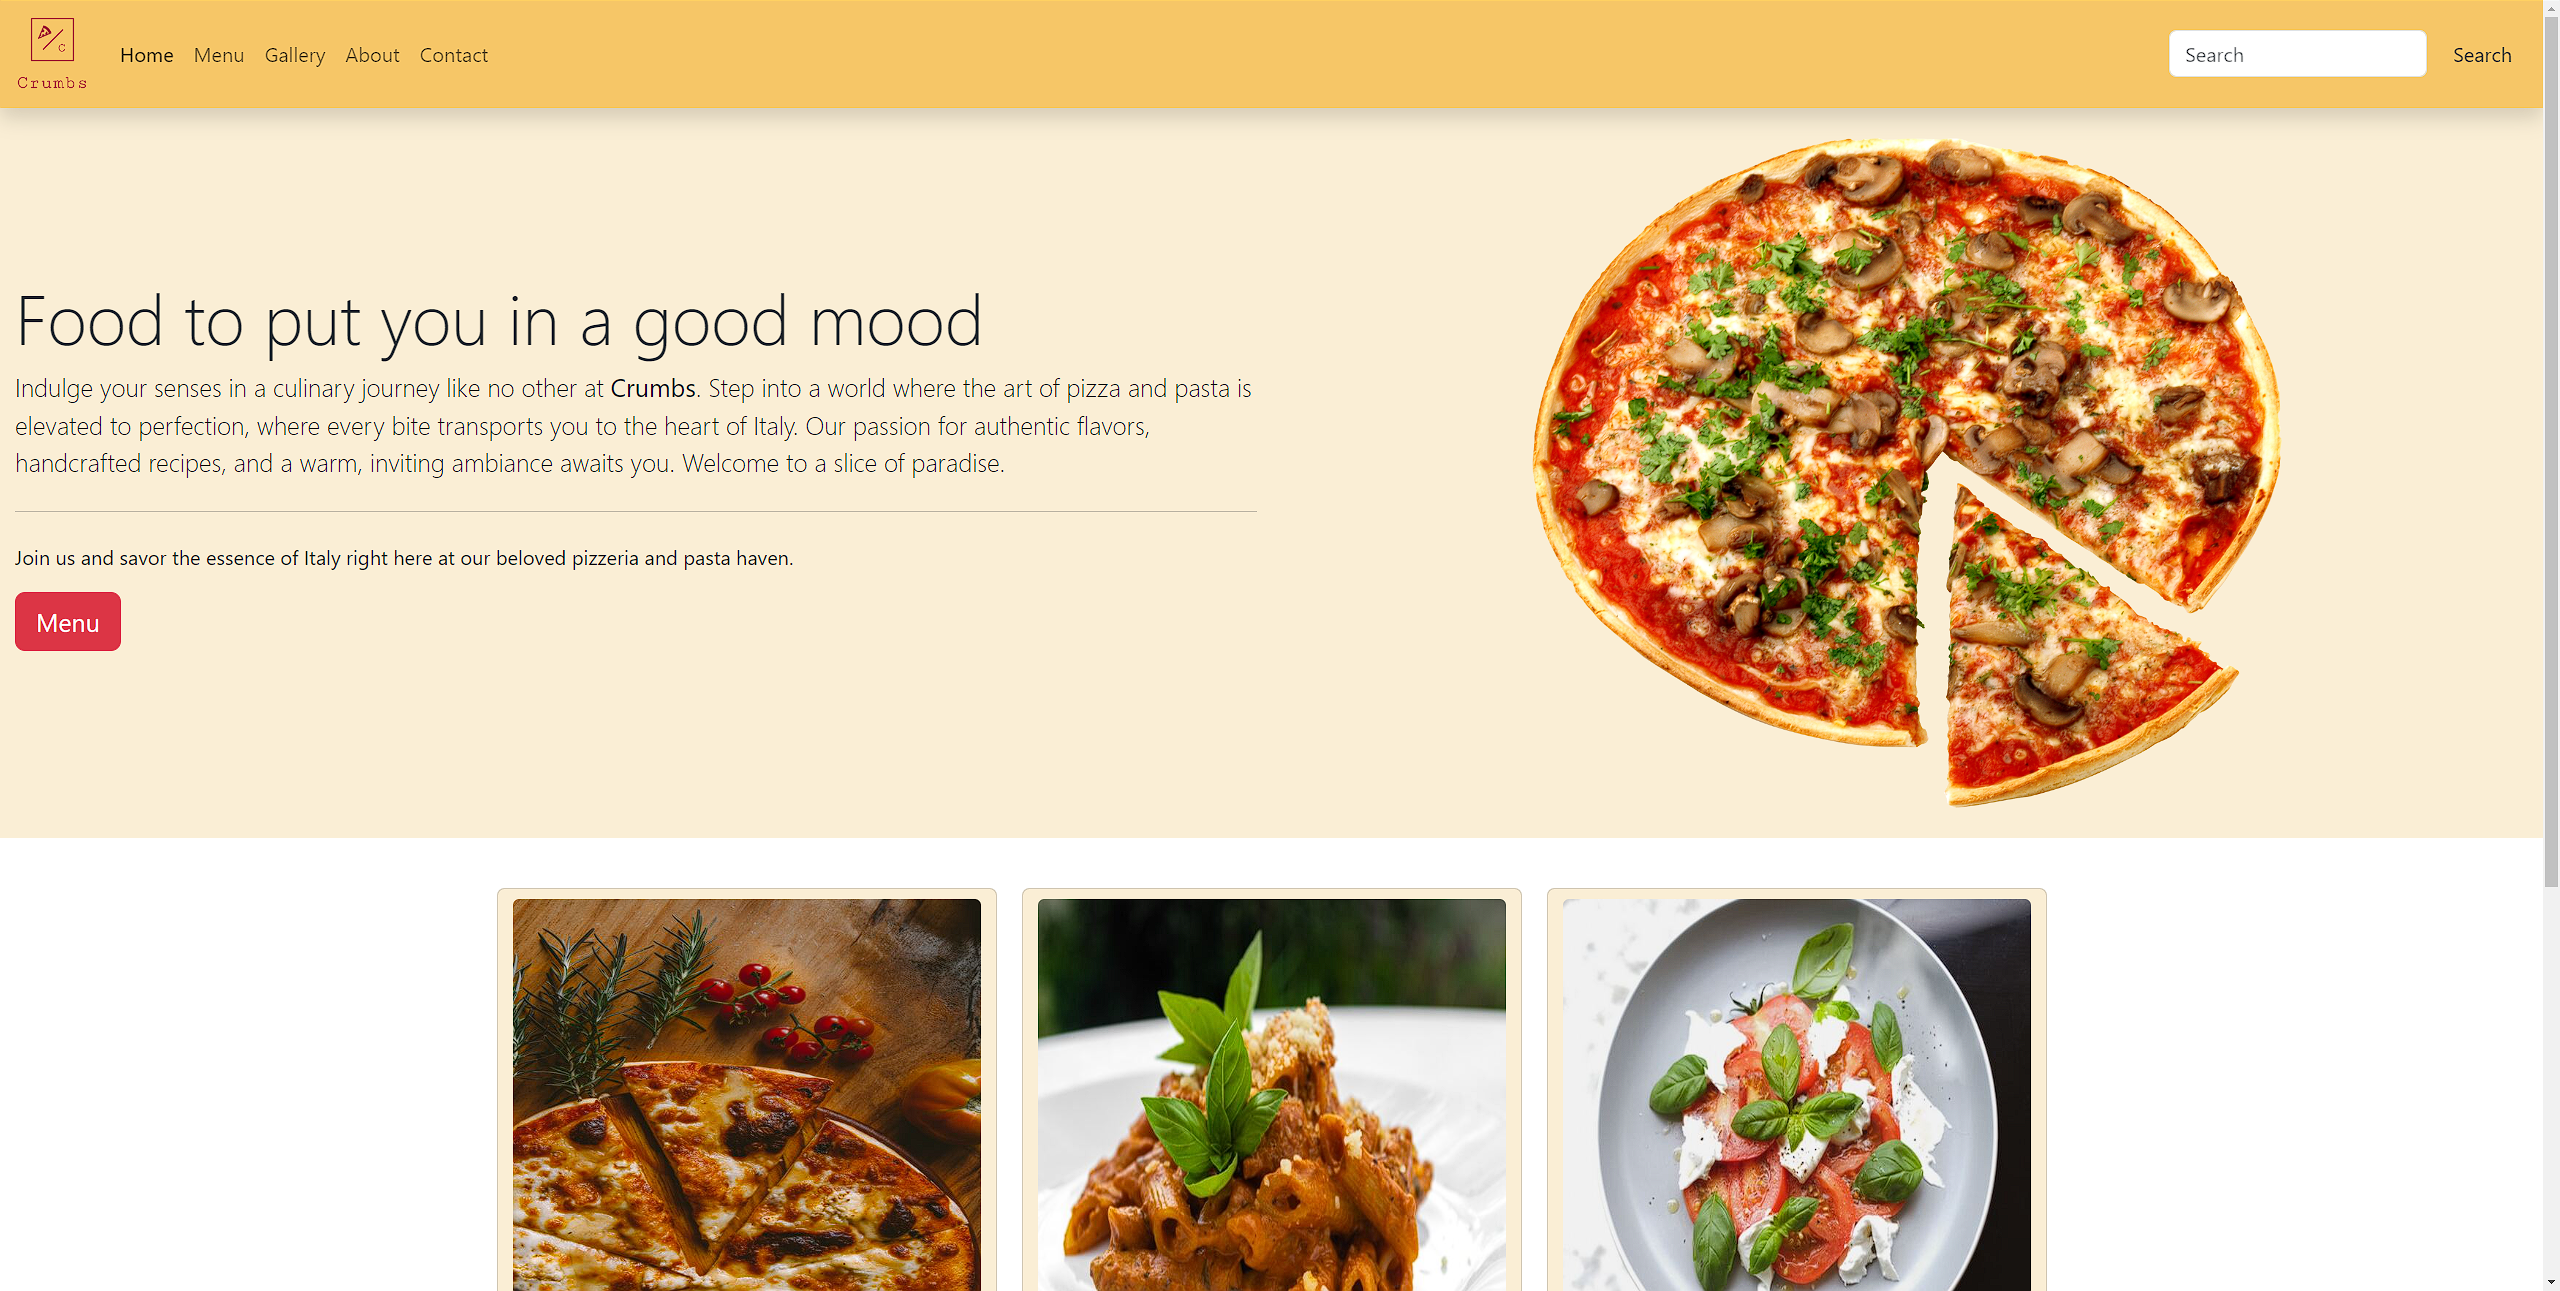 C
Crumbs
Home Menu Gallery About Contact
Search Search
Food to put you in a good mood
Indulge your senses in a culinary journey like no other at Crumbs. Step into a world where the art of pizza and pasta is
elevated to perfection, where every bite transports you to the heart of Italy. Our passion for authentic flavors,
handcrafted recipes, and a warm, inviting ambiance awaits you. Welcome to a slice of paradise.
Join us and savor the essence of Italy right here at our beloved pizzeria and pasta haven.
Menu